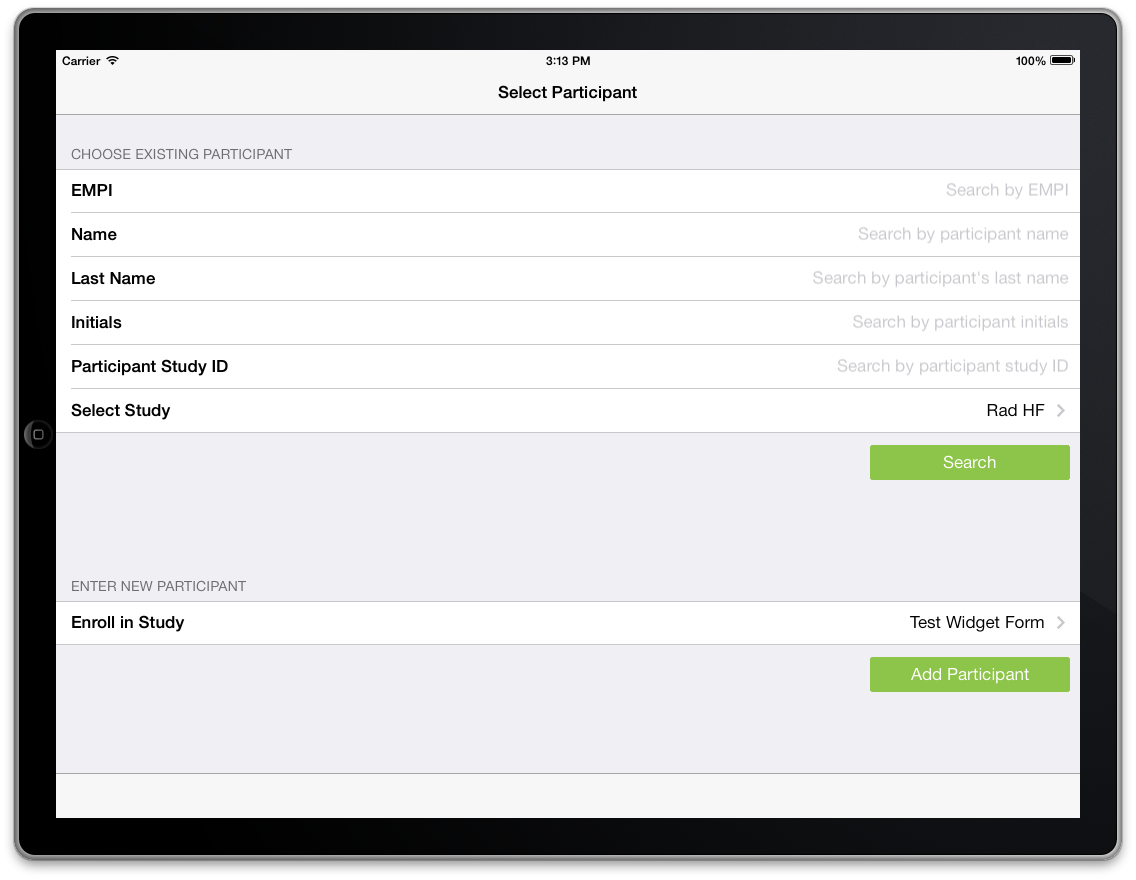 Carrier 3:13 PM 100%
Select Participant
CHOOSE EXISTING PARTICIPANT
EMPI Search by EMPI
Name Search by participant name
Last Name Search by participant's last name
Initials Search by participant initials
Participant Study ID Search by participant study ID
Select Study Rad HF
Search
ENTER NEW PARTICIPANT
Enroll in Study Test Widget Form
Add Participant